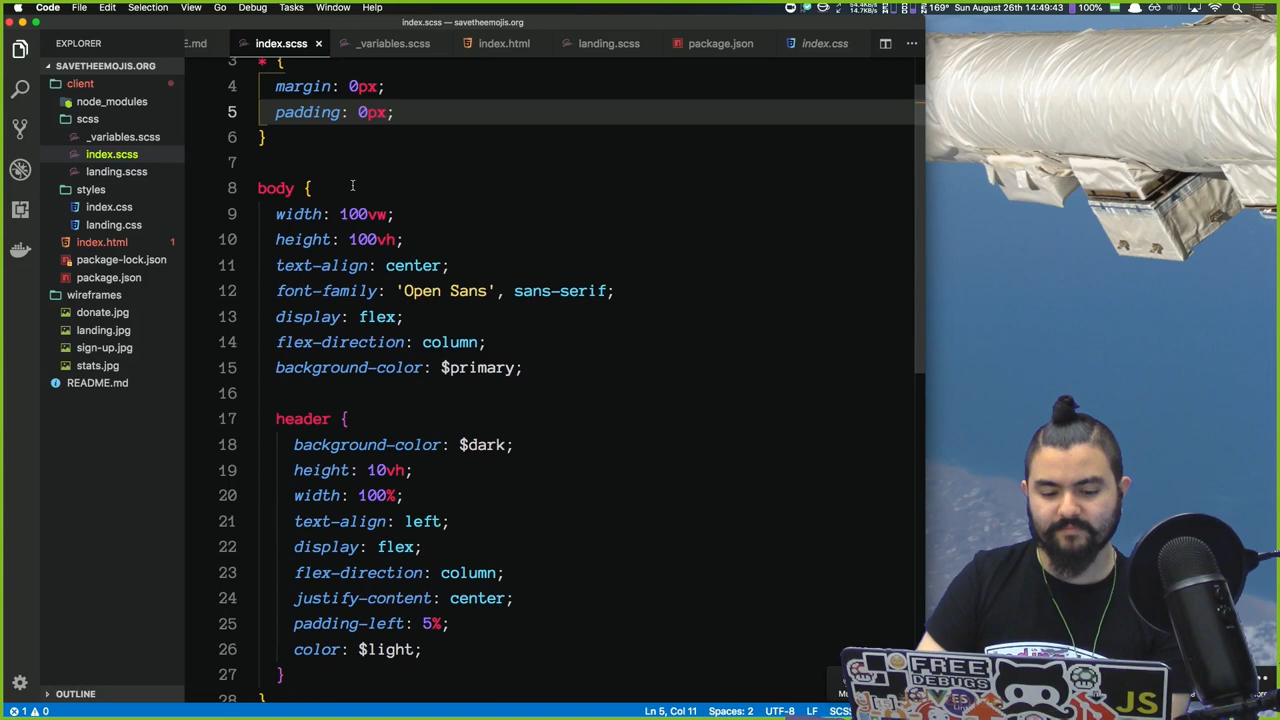 Code File Edit Selection View Go Debug Tasks Window Help
54.4KB/s
14.7KB/s
169° Sun August 26th 14:49:43 100%
index.scss — savetheemojis.org
EXPLORER
E.md index.scss × _variables.scss index.html landing.scss package.json index.css
SAVETHEEMOJIS.ORG
client
node_modules
scss
_variables.scss
index.scss
landing.scss
styles
index.css
landing.css
index.html 1
package-lock.json
package.json
wireframes
donate.jpg
landing.jpg
sign-up.jpg
stats.jpg
README.md
OUTLINE
3 * {
4 margin: 0px;
5 padding: 0px;
6 }
7
8 body {
9 width: 100vw;
10 height: 100vh;
11 text-align: center;
12 font-family: 'Open Sans', sans-serif;
13 display: flex;
14 flex-direction: column;
15 background-color: $primary;
16
17 header {
18 background-color: $dark;
19 height: 10vh;
20 width: 100%;
21 text-align: left;
22 display: flex;
23 flex-direction: column;
24 justify-content: center;
25 padding-left: 5%;
26 color: $light;
27 }
28 }
1 0 Ln 5, Col 11 Spaces: 2 UTF-8 LF SCSS
FREE
DEBUGS
JS